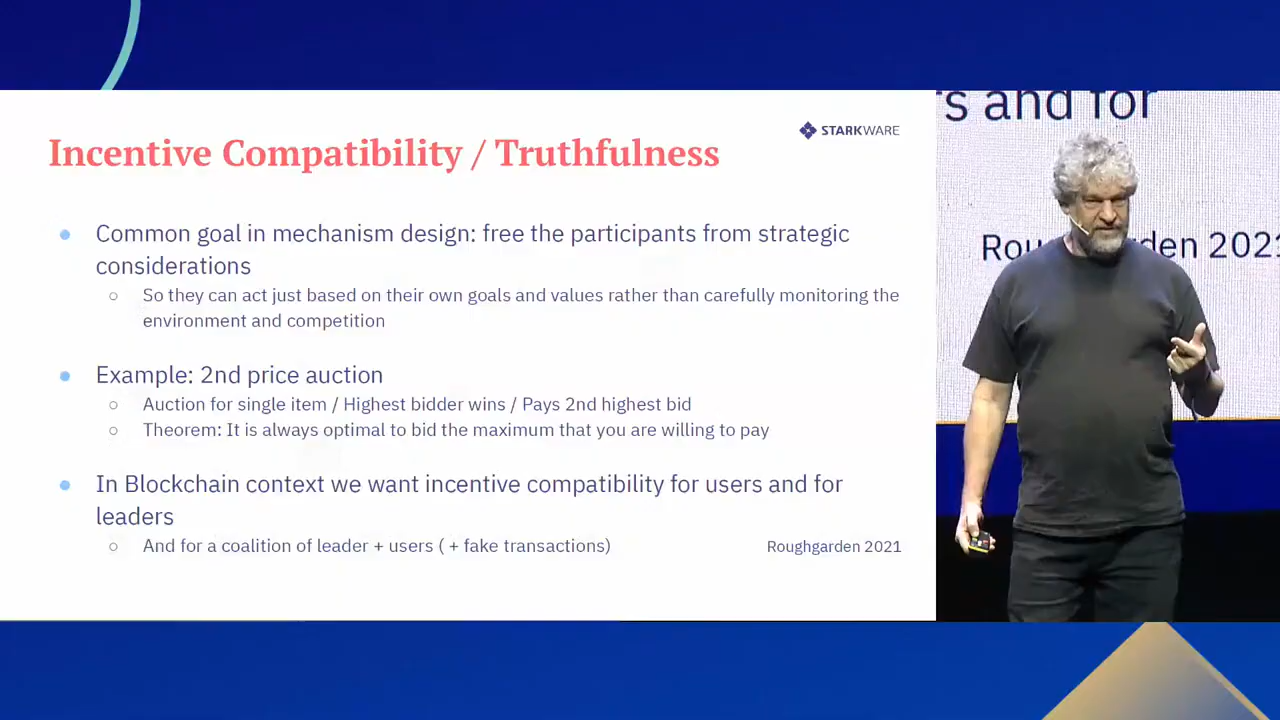 STARKWARE
Incentive Compatibility / Truthfulness
Common goal in mechanism design: free the participants from strategic
considerations
So they can act just based on their own goals and values rather than carefully monitoring the
environment and competition
Example: 2nd price auction
Auction for single item / Highest bidder wins / Pays 2nd highest bid
Theorem: It is always optimal to bid the maximum that you are willing to pay
In Blockchain context we want incentive compatibility for users and for
leaders
And for a coalition of leader + users ( + fake transactions)
Roughgarden 2021
rs and for
Rou rden 202